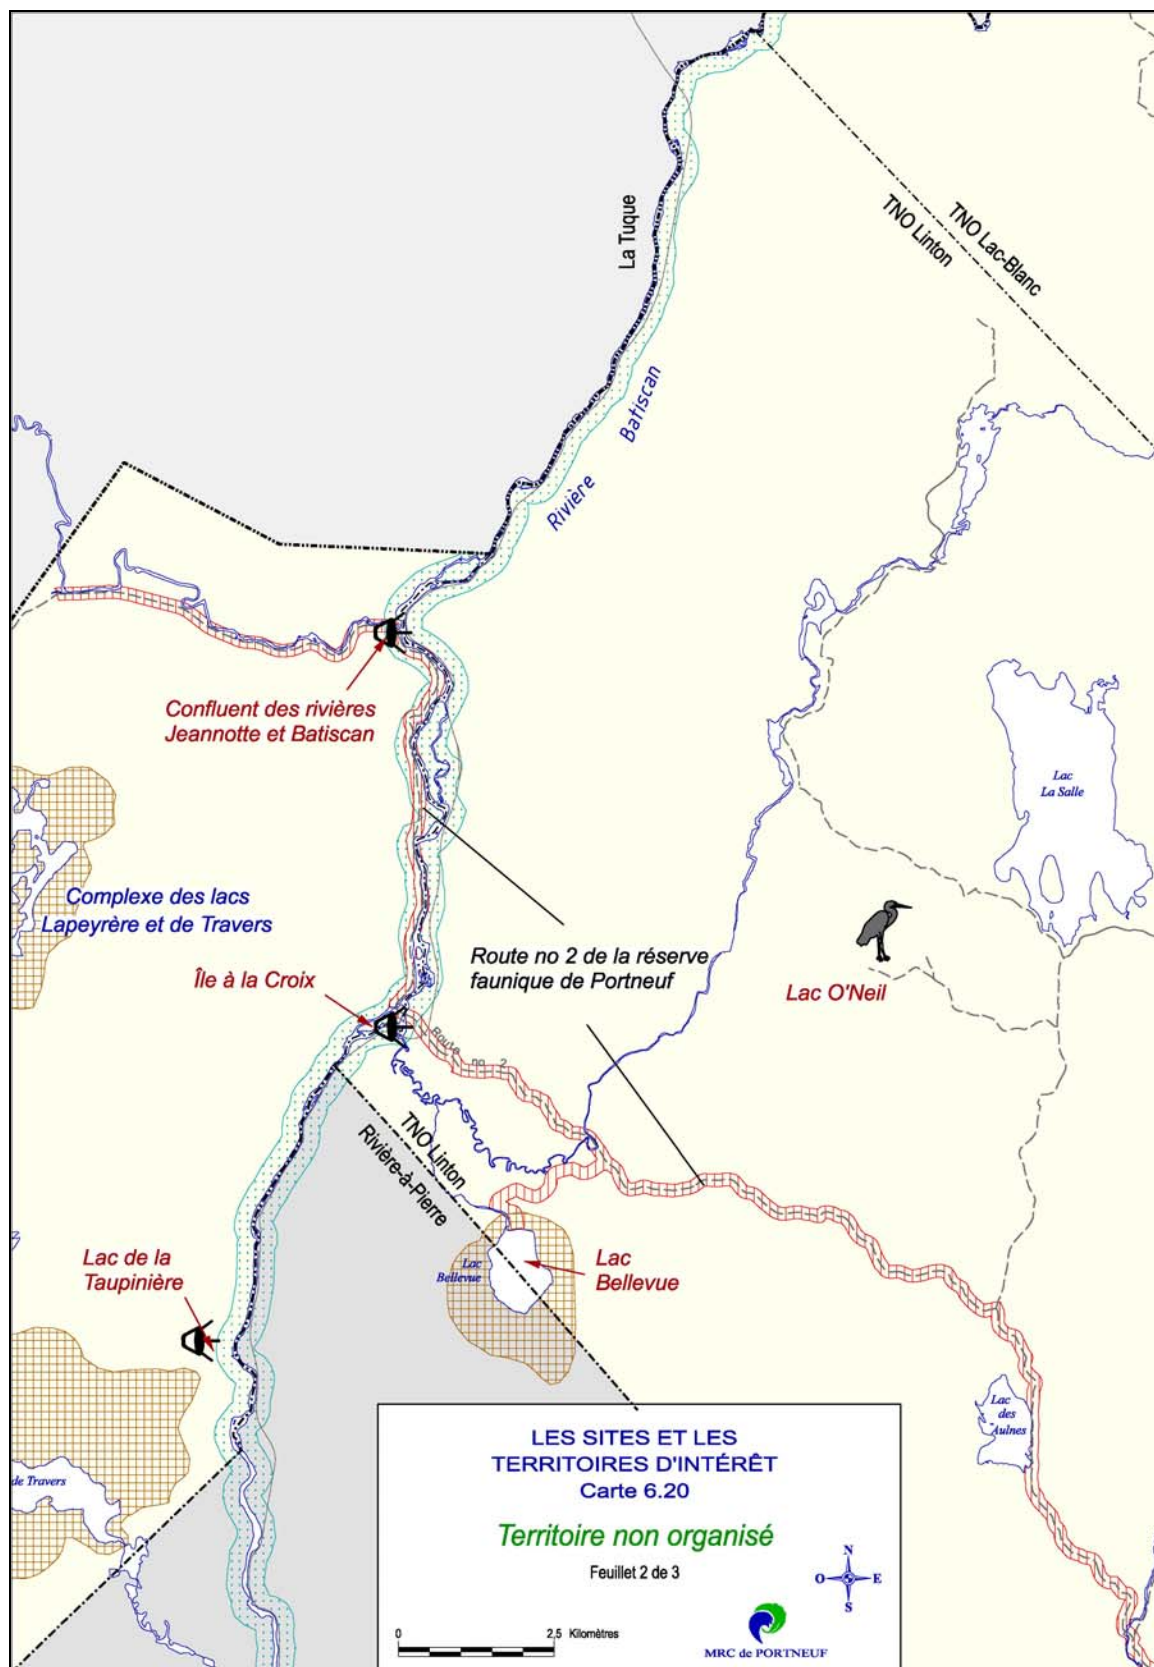 La Tuque
TNO Lac-Blanc
TNO Linton
Rivière Batiscan
Confluent des rivières
Jeannotte et Batiscan
Lac
La Salle
Complexe des lacs
Lapeyrère et de Travers
Route no 2 de la réserve
faunique de Portneuf
Île à la Croix
Lac O'Neil
Route no 2
TNO Linton
Rivière-à-Pierre
Lac de la
Taupinière
Lac
Bellevue
Lac
Bellevue
Lac
des
Aulnes
de Travers
LES SITES ET LES
TERRITOIRES D'INTÉRÊT
Carte 6.20
Territoire non organisé
Feuillet 2 de 3
N
O E
S
0 2,5 Kilomètres
MRC de PORTNEUF